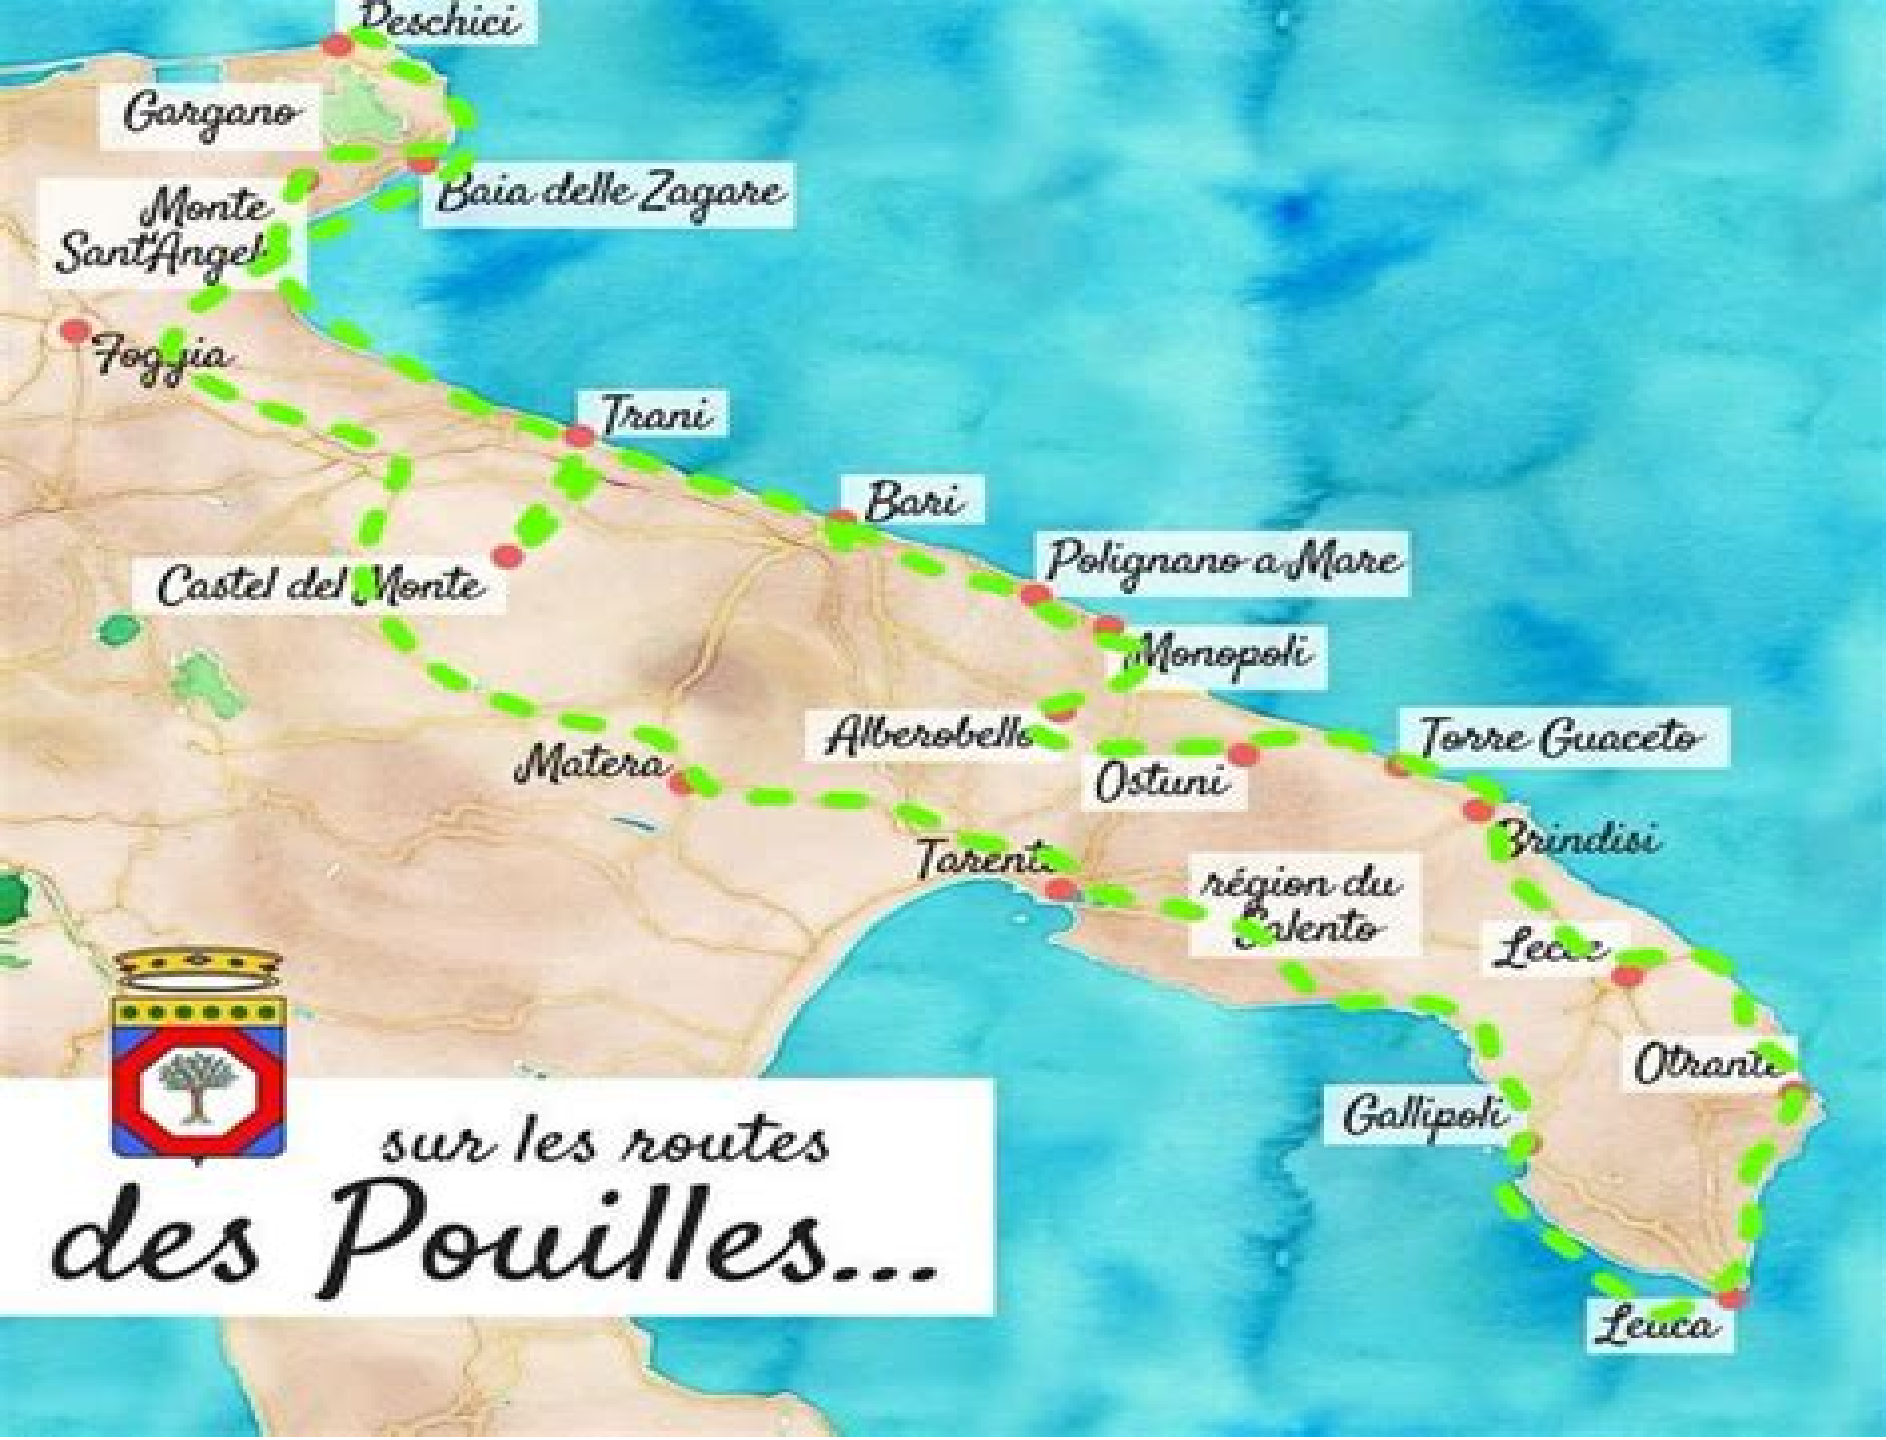 Peschici
Gargano
Monte
Sant'Angel
Baia delle Zagare
Foggia
Trani
Bari
Castel del Monte
Polignano a Mare
Monopoli
Alberobello
Torre Guaceto
Matera
Ostuni
Brindisi
Tarente
région du
Salento
Lecce
Otrante
Gallipoli
sur les routes
des Pouilles...
Leuca